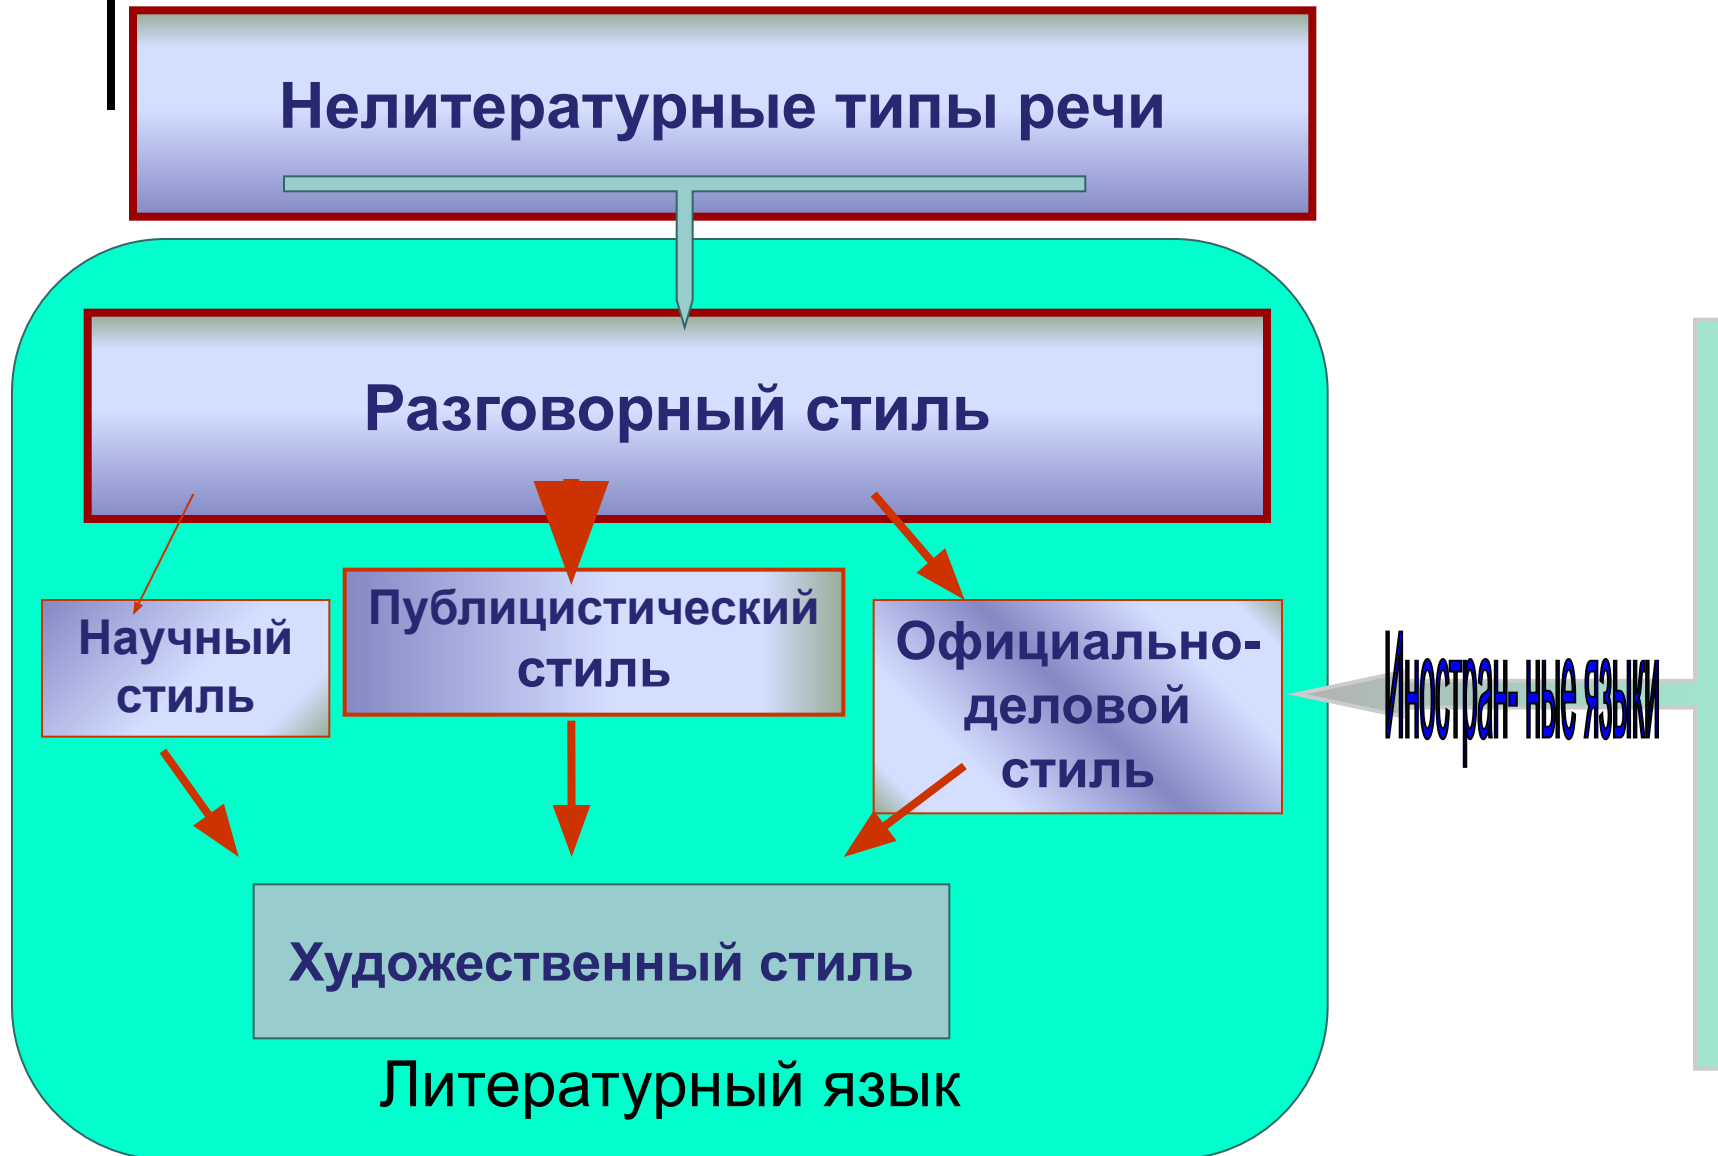 Нелитературные типы речи
Разговорный стиль
Научный
стиль
Публицистический
стиль
Официально-
деловой
стиль
Иностран- ные языки
Художественный стиль
Литературный язык